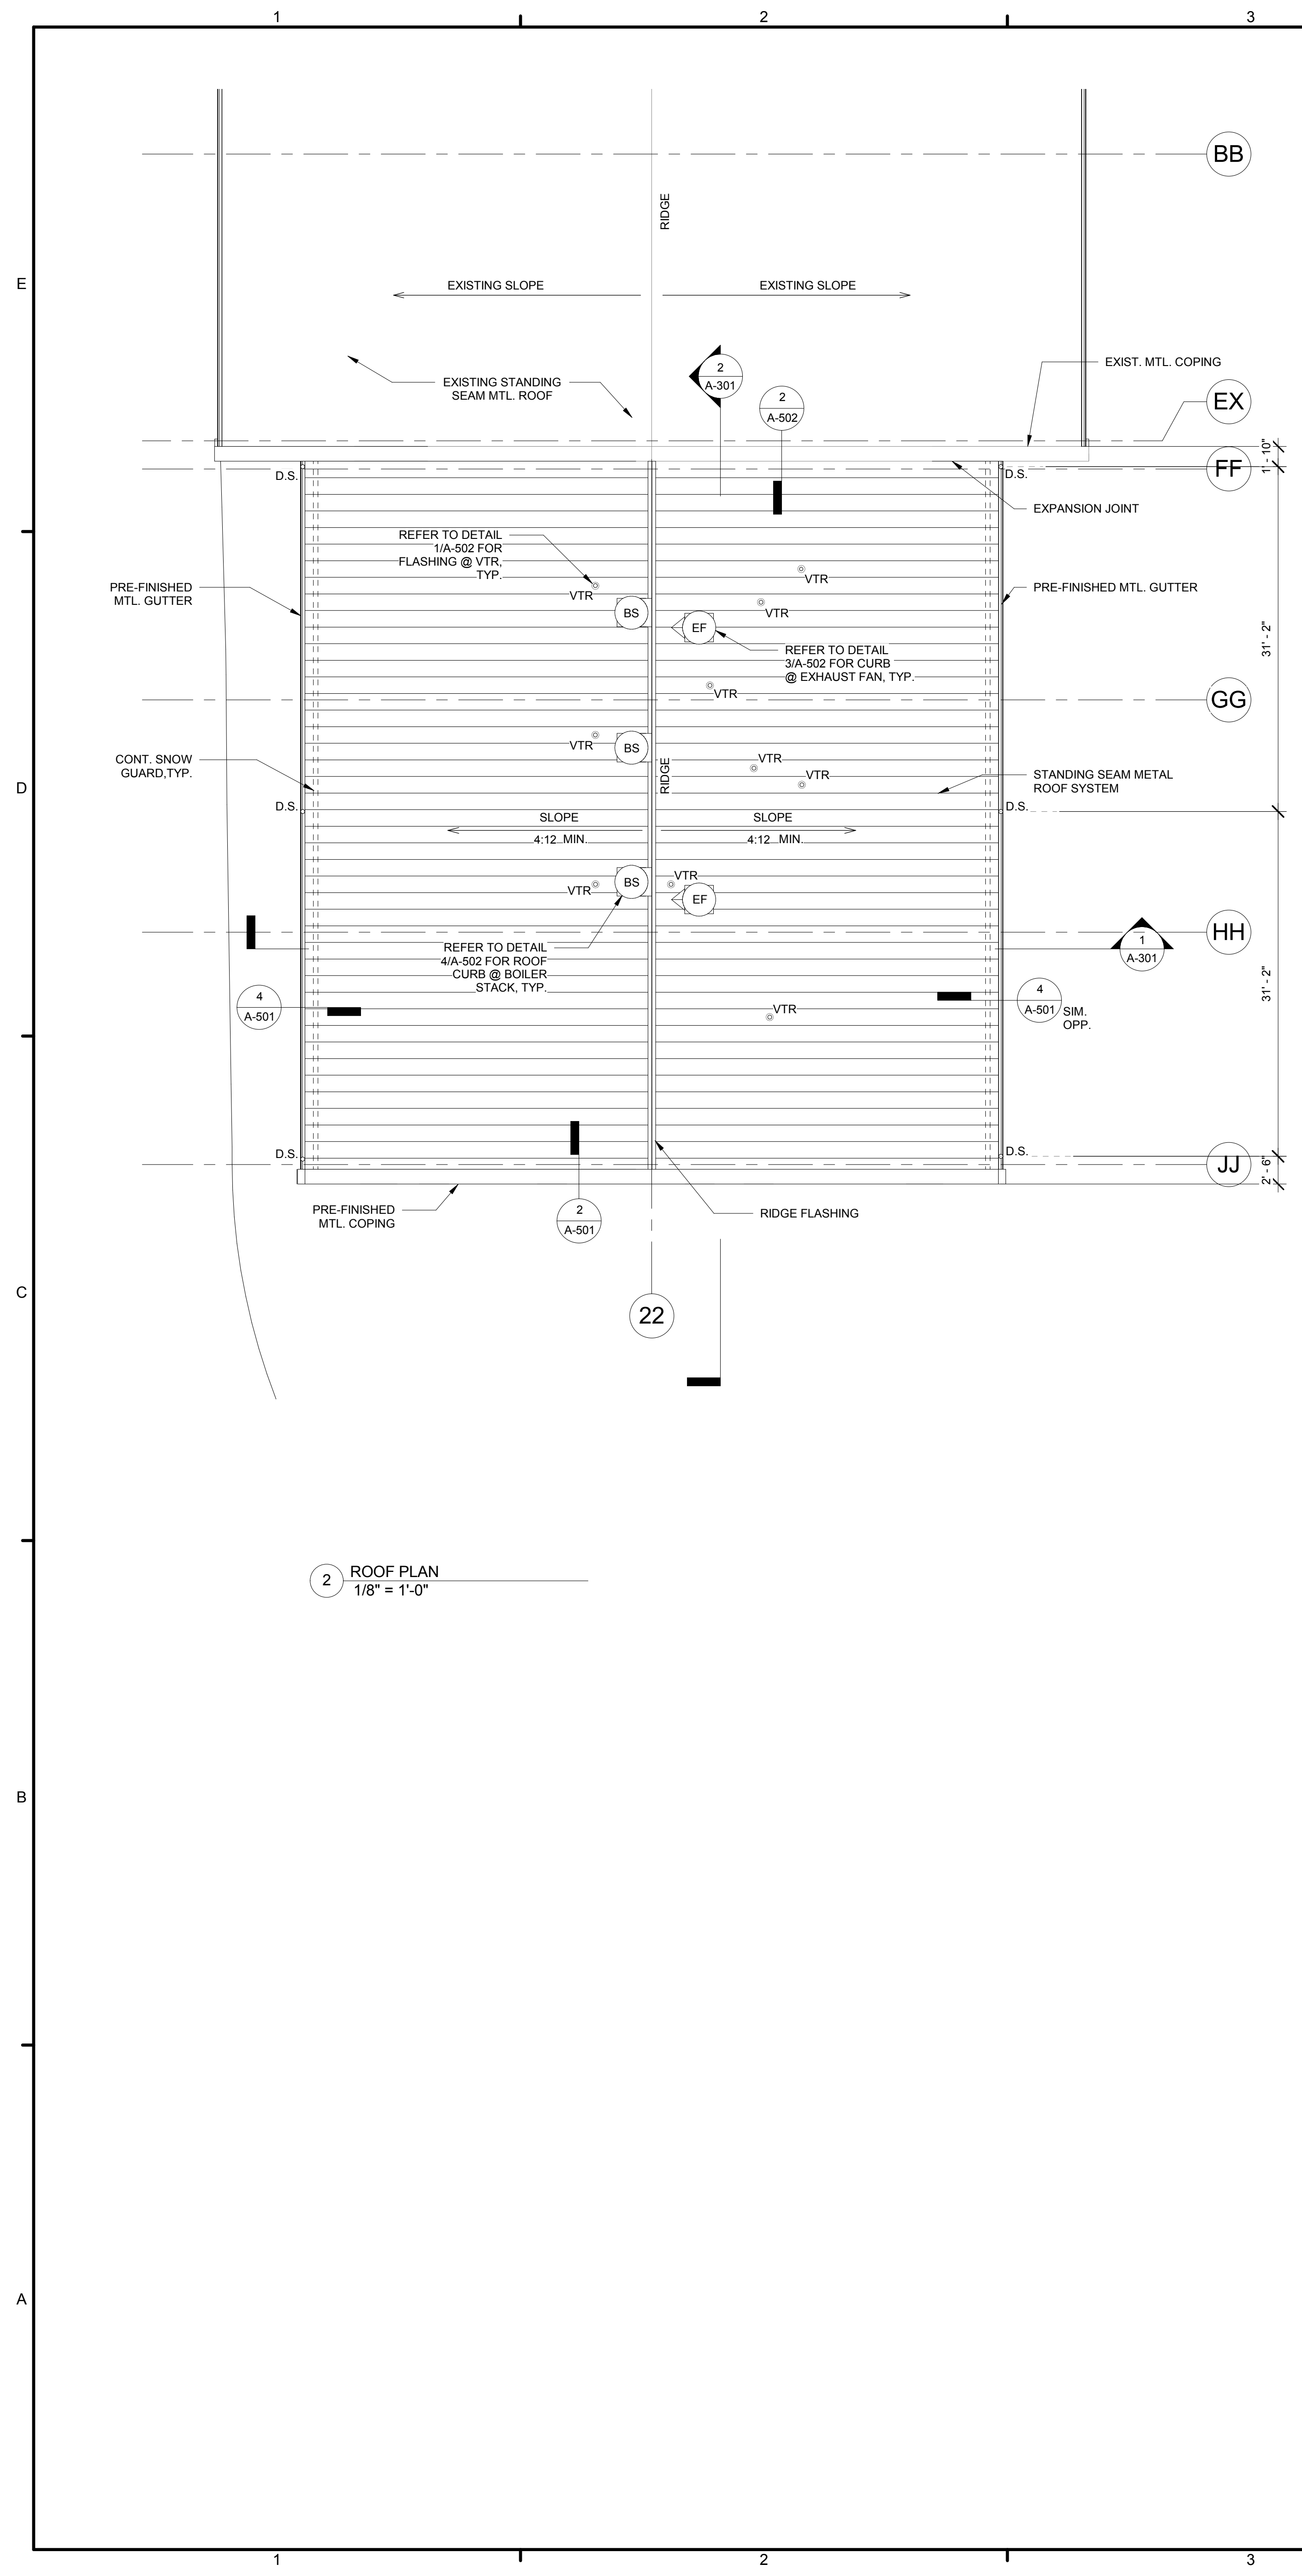 1
2
3
BB
RIDGE
E
EXISTING SLOPE
EXISTING SLOPE
2
A-301
EXIST. MTL. COPING
EXISTING STANDING
SEAM MTL. ROOF
2
A-502
EX
1' - 10"
FF
D.S.
D.S.
EXPANSION JOINT
REFER TO DETAIL
1/A-502 FOR
FLASHING @ VTR,
TYP.
VTR
VTR
VTR
PRE-FINISHED
MTL. GUTTER
PRE-FINISHED MTL. GUTTER
BS
EF
31' - 2"
REFER TO DETAIL
3/A-502 FOR CURB
@ EXHAUST FAN, TYP.
VTR
GG
VTR
BS
VTR
VTR
RIDGE
CONT. SNOW
GUARD,TYP.
STANDING SEAM METAL
ROOF SYSTEM
D
D.S.
D.S.
SLOPE
4:12 MIN.
SLOPE
4:12 MIN.
VTR
BS
VTR
EF
HH
1
A-301
REFER TO DETAIL
4/A-502 FOR ROOF
CURB @ BOILER
STACK, TYP.
31' - 2"
4
A-501
4
A-501
SIM.
OPP.
VTR
D.S.
D.S.
JJ
2' - 6"
PRE-FINISHED
MTL. COPING
2
A-501
RIDGE FLASHING
C
22
2
ROOF PLAN
1/8" = 1'-0"
B
A
1
2
3